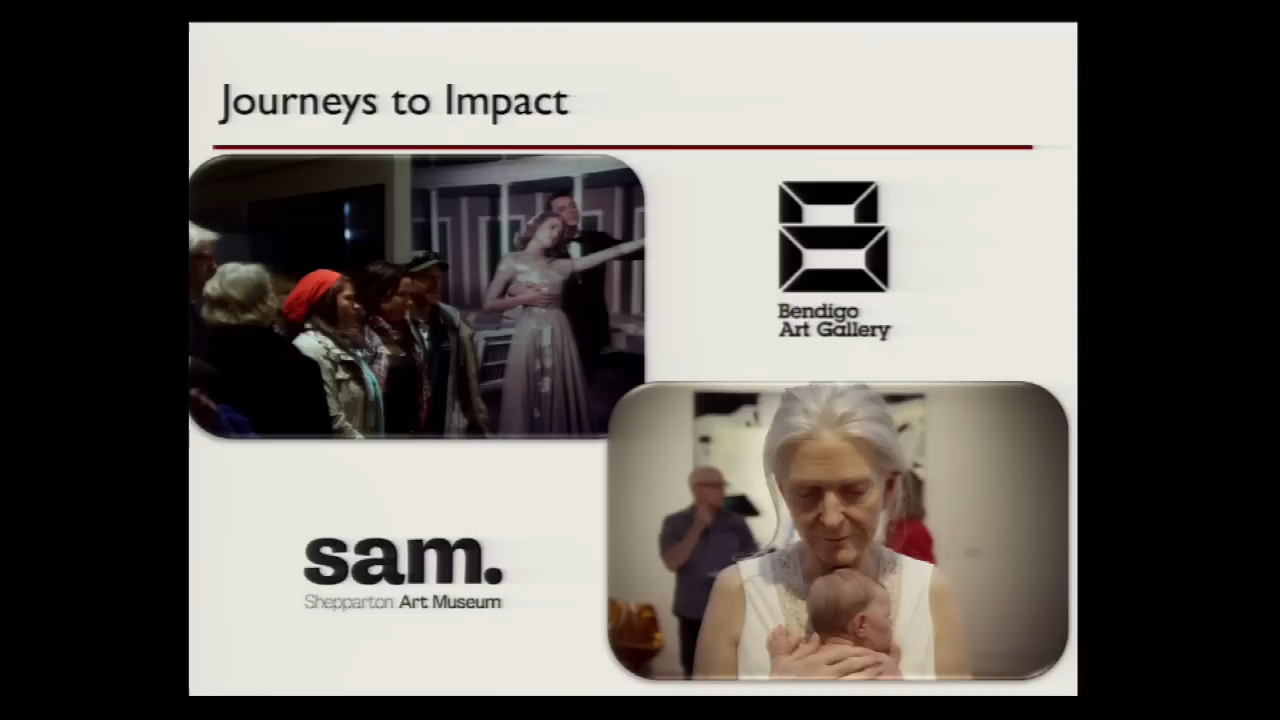 Journeys to Impact
Bendigo
Art Gallery
sam.
Shepparton Art Museum